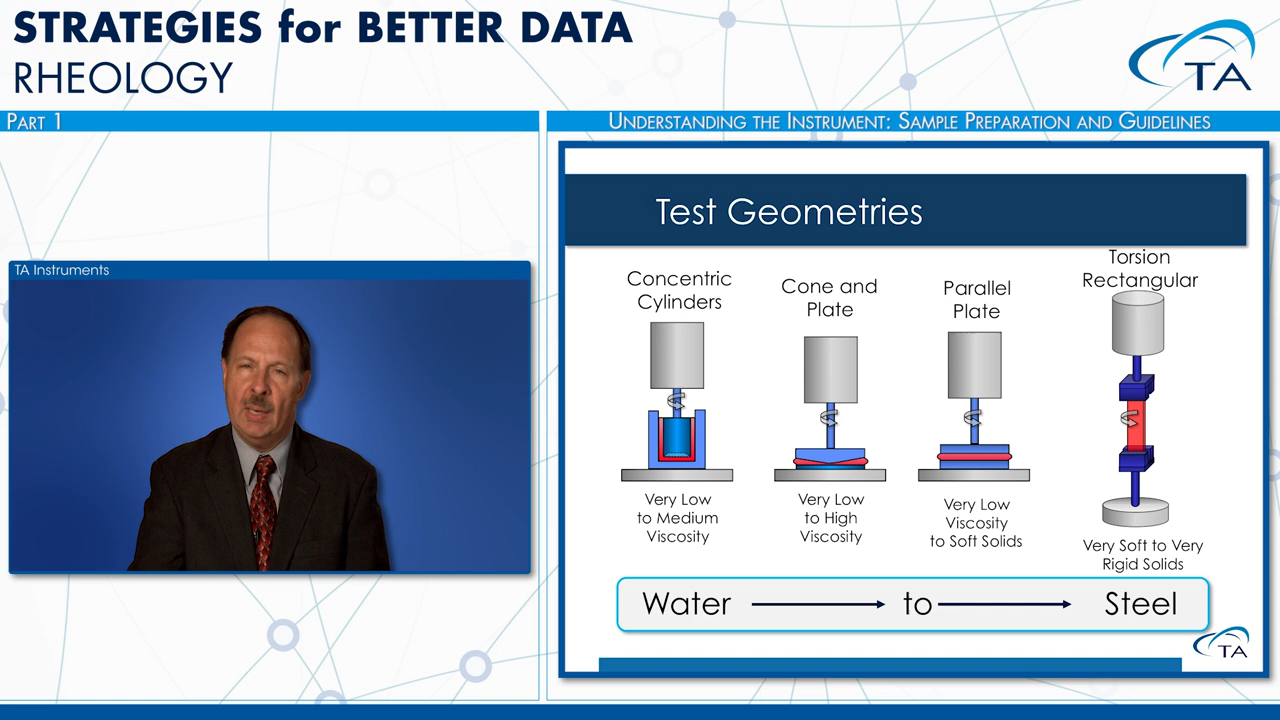 STRATEGIES for BETTER DATA
RHEOLOGY
TA
PART 1
UNDERSTANDING THE INSTRUMENT: SAMPLE PREPARATION AND GUIDELINES
TA Instruments
Test Geometries
Concentric
Cylinders
Cone and
Plate
Parallel
Plate
Torsion
Rectangular
Very Low
to Medium
Viscosity
Very Low
to High
Viscosity
Very Low
Viscosity
to Soft Solids
Very Soft to Very
Rigid Solids
Water to Steel
TA